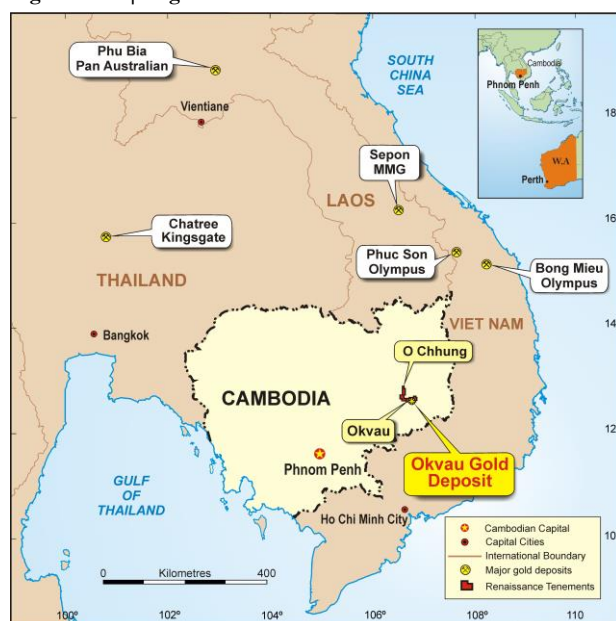 Phu Bia
Pan Australian
SOUTH
CHINA
SEA
Cambodia
Phnom Penh
W.A
Perth
Vientiane
18
Sepon
MMG
LAOS
Chatree
Kingsgate
16
Phuc Son
Olympus
Bong Mieu
Olympus
THAILAND
VIET NAM
14
Bangkok
O Chhung
CAMBODIA
Okvau
12
Phnom Penh
Okvau Gold
Deposit
GULF
OF
THAILAND
Ho Chi Minh City
10
Cambodian Capital
Capital Cities
International Boundary
Major gold deposits
Renaissance Tenements
0 Kilometres 400
100° 102° 104° 106° 108° 110